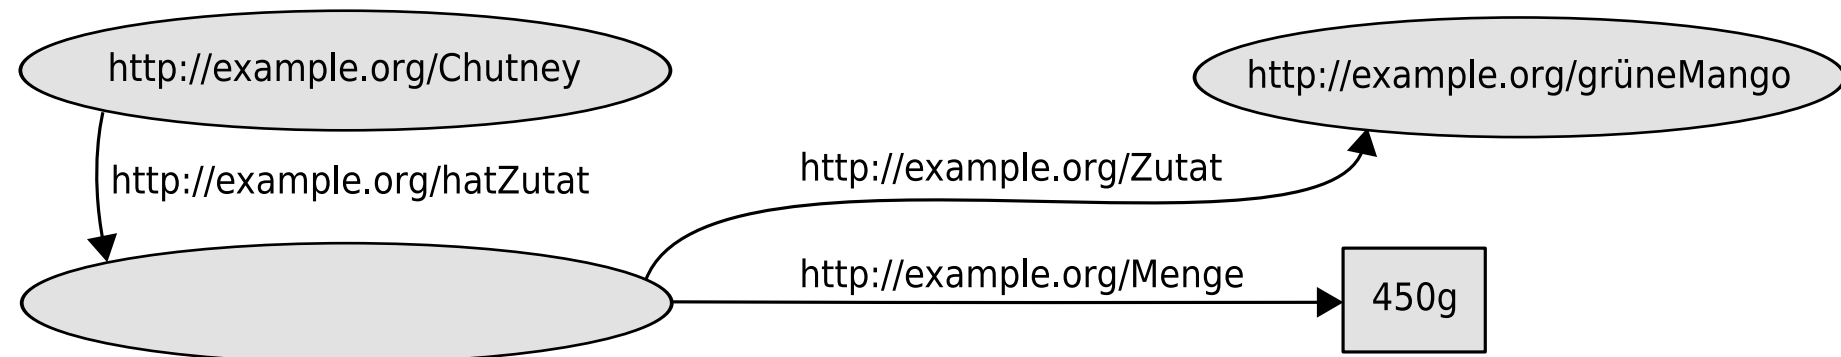 http://example.org/Chutney
http://example.org/grüneMango
http://example.org/hatZutat
http://example.org/Zutat
http://example.org/Menge
450g